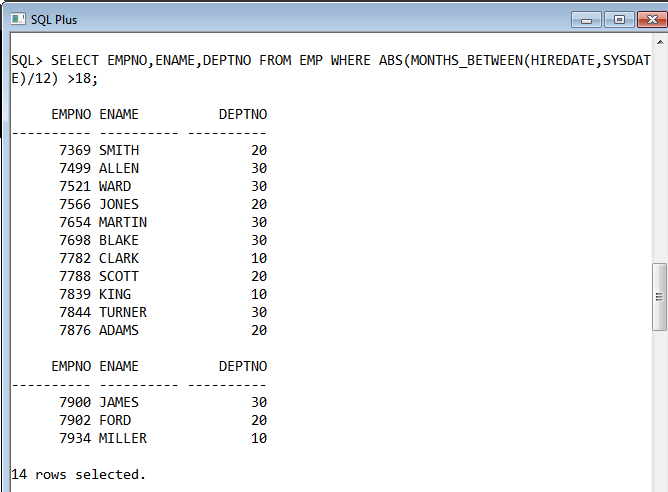 SQL Plus
SQL> SELECT EMPNO,ENAME,DEPTNO FROM EMP WHERE ABS(MONTHS_BETWEEN(HIREDATE,SYSDAT
E)/12) >18;
     EMPNO ENAME          DEPTNO
---------- ---------- ----------
      7369 SMITH              20
      7499 ALLEN              30
      7521 WARD               30
      7566 JONES              20
      7654 MARTIN             30
      7698 BLAKE              30
      7782 CLARK              10
      7788 SCOTT              20
      7839 KING               10
      7844 TURNER             30
      7876 ADAMS              20
     EMPNO ENAME          DEPTNO
---------- ---------- ----------
      7900 JAMES              30
      7902 FORD               20
      7934 MILLER             10
14 rows selected.